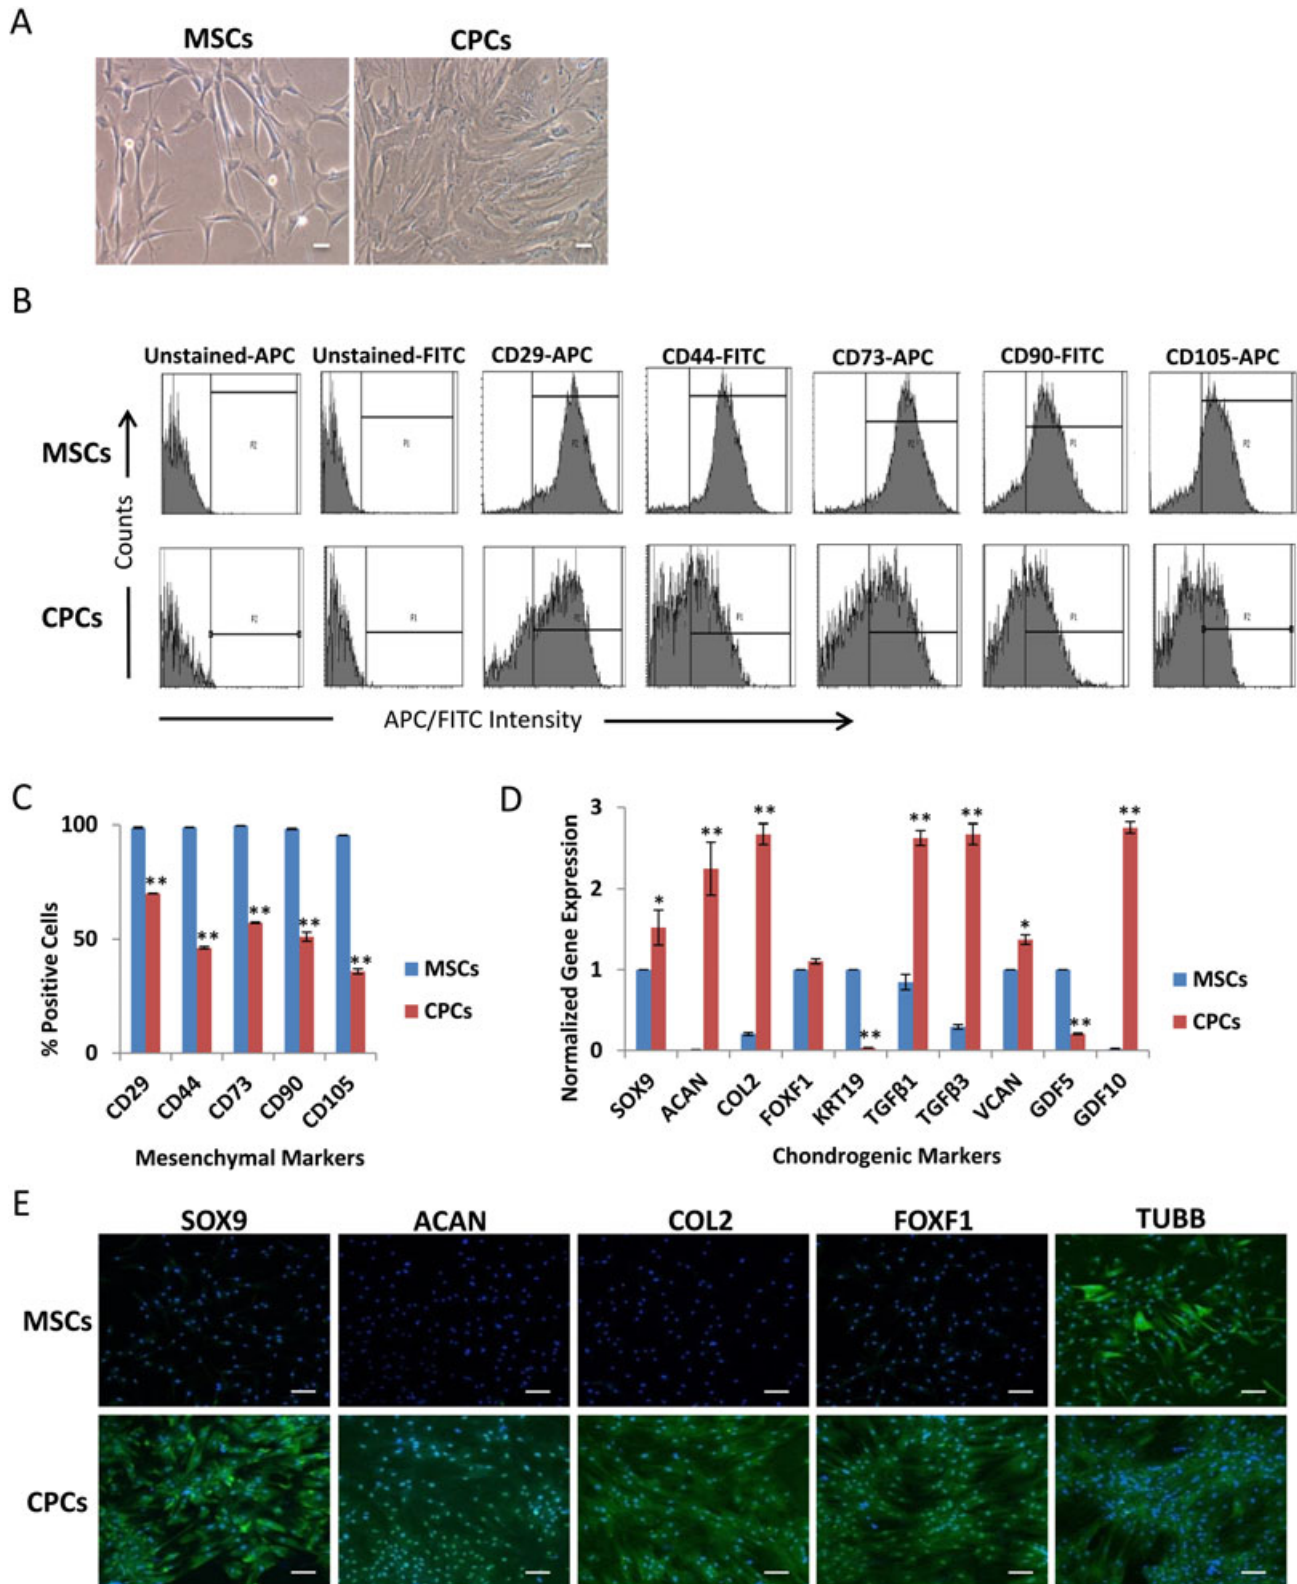 A
MSCs CPCs
B
Unstained-APC Unstained-FITC CD29-APC CD44-FITC CD73-APC CD90-FITC CD105-APC
MSCs
Counts
CPCs
APC/FITC Intensity
C
100
50
0
% Positive Cells
** ** ** ** **
MSCs
CPCs
CD29 CD44 CD73 CD90 CD105
Mesenchymal Markers
D
3
2
1
0
Normalized Gene Expression
* ** ** ** ** ** * ** **
MSCs
CPCs
SOX9 ACAN COL2 FOXF1 KRT19 TGFβ1 TGFβ3 VCAN GDF5 GDF10
Chondrogenic Markers
E
SOX9 ACAN COL2 FOXF1 TUBB
MSCs
CPCs